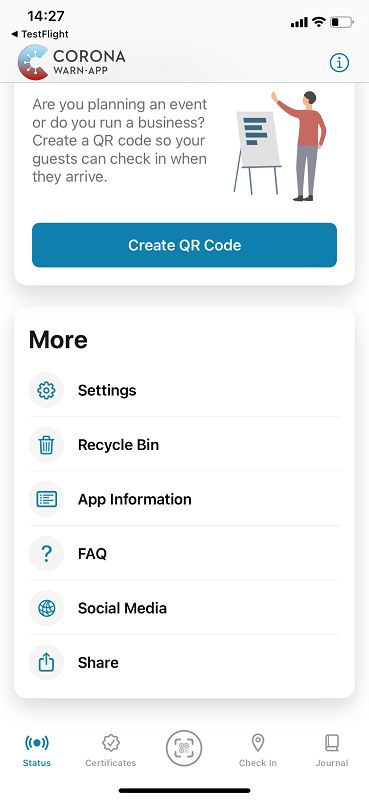 14:27
◀ TestFlight
CORONA
WARN-APP
Are you planning an event
or do you run a business?
Create a QR code so your
guests can check in when
they arrive.
Create QR Code
More
Settings
Recycle Bin
App Information
FAQ
Social Media
Share
Status
Certificates
Check In
Journal